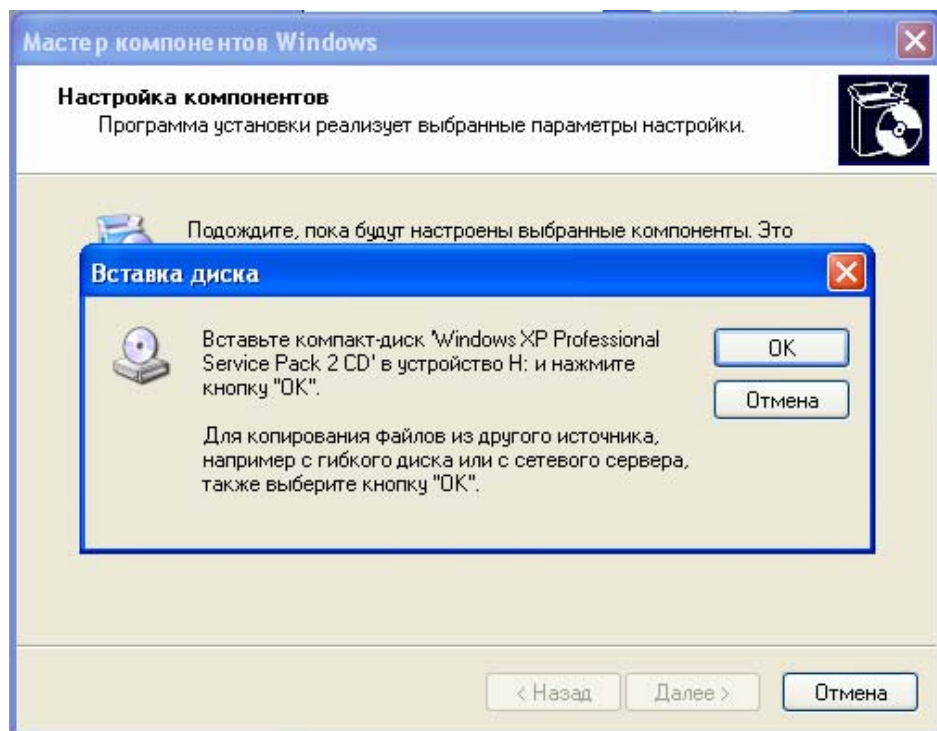 Мастер компонентов Windows
Настройка компонентов
Программа установки реализует выбранные параметры настройки.
Подождите, пока будут настроены выбранные компоненты. Это
Вставка диска
Вставьте компакт-диск 'Windows XP Professional
Service Pack 2 CD' в устройство H: и нажмите
кнопку "OK".
Для копирования файлов из другого источника,
например с гибкого диска или с сетевого сервера,
также выберите кнопку "OK".
OK
Отмена
< Назад
Далее >
Отмена